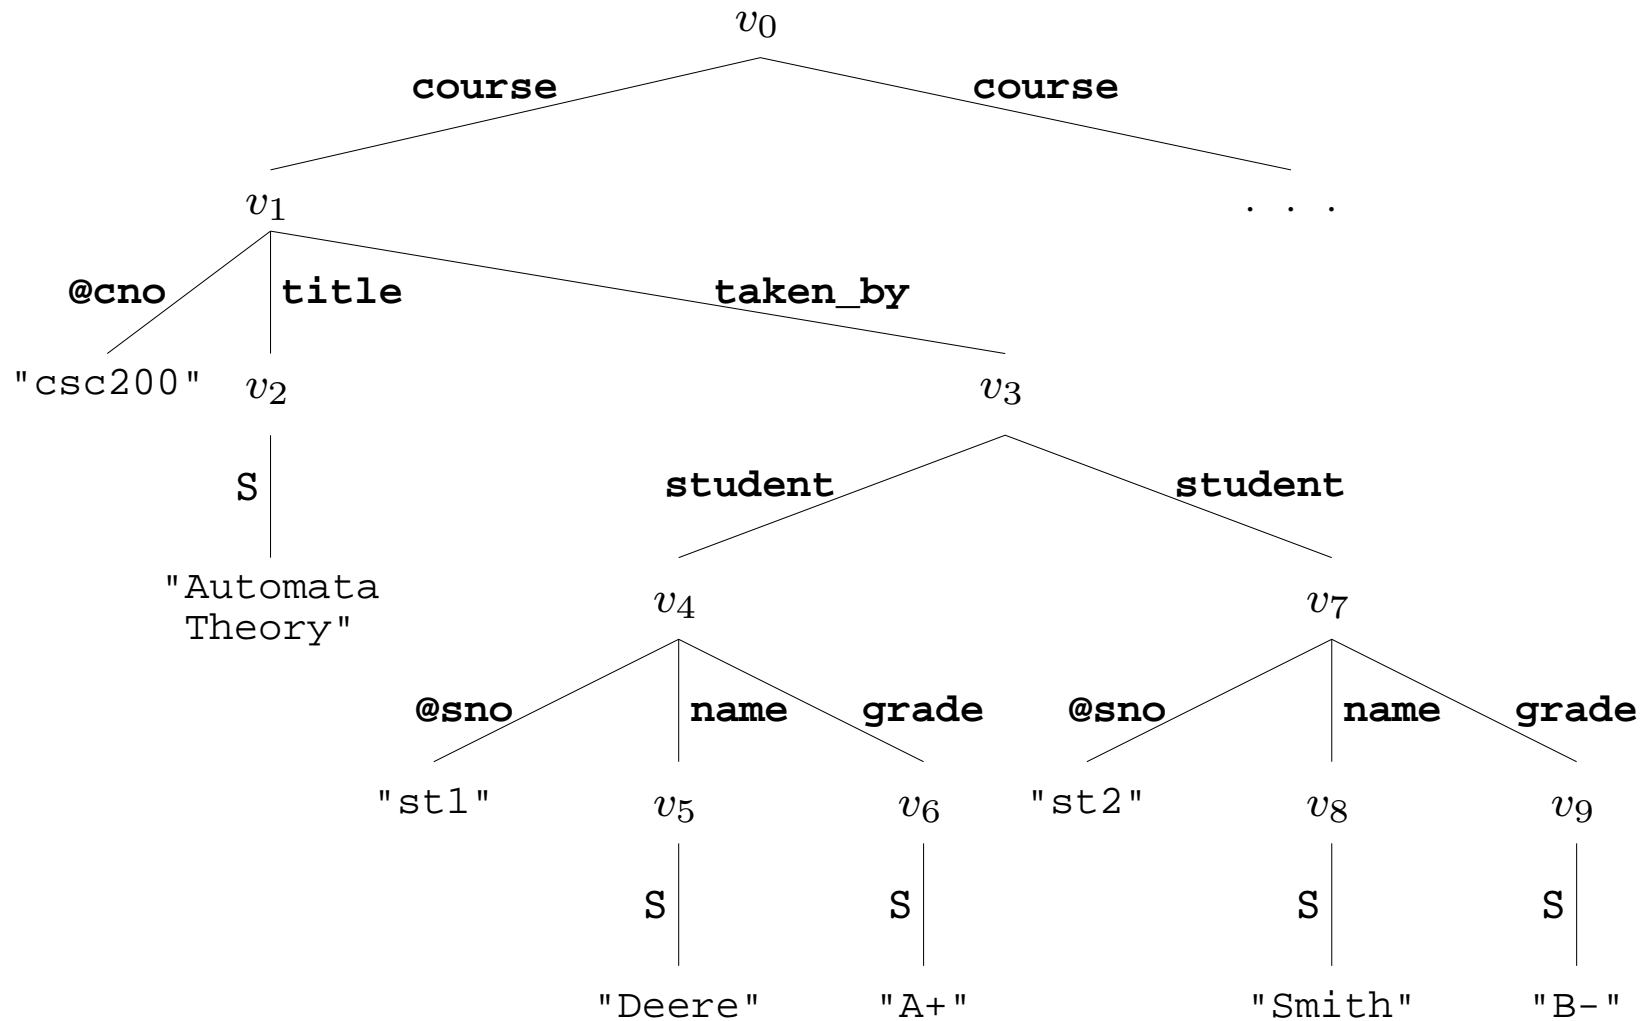 v0
course course
v1 . . .
@cno title taken_by
"csc200" v2 v3
S student student
"Automata
Theory"
v4 v7
@sno name grade @sno name grade
"st1" v5 v6 "st2" v8 v9
S S S S
"Deere" "A+" "Smith" "B-"